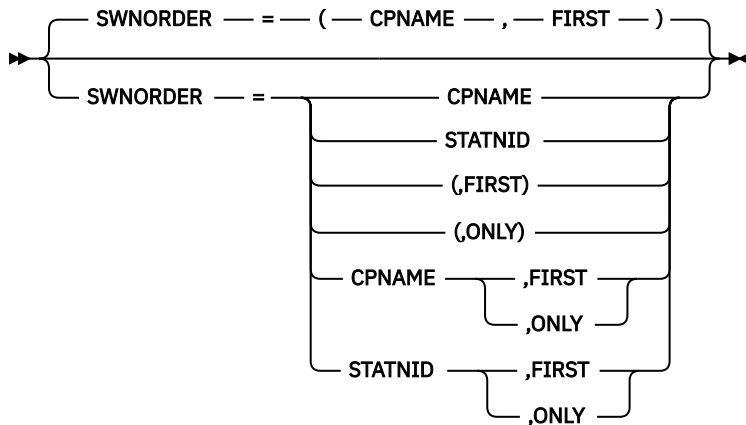 SWNORDER = ( CPNAME , FIRST )
SWNORDER = CPNAME
STATNID
(,FIRST)
(,ONLY)
CPNAME ,FIRST
,ONLY
STATNID ,FIRST
,ONLY